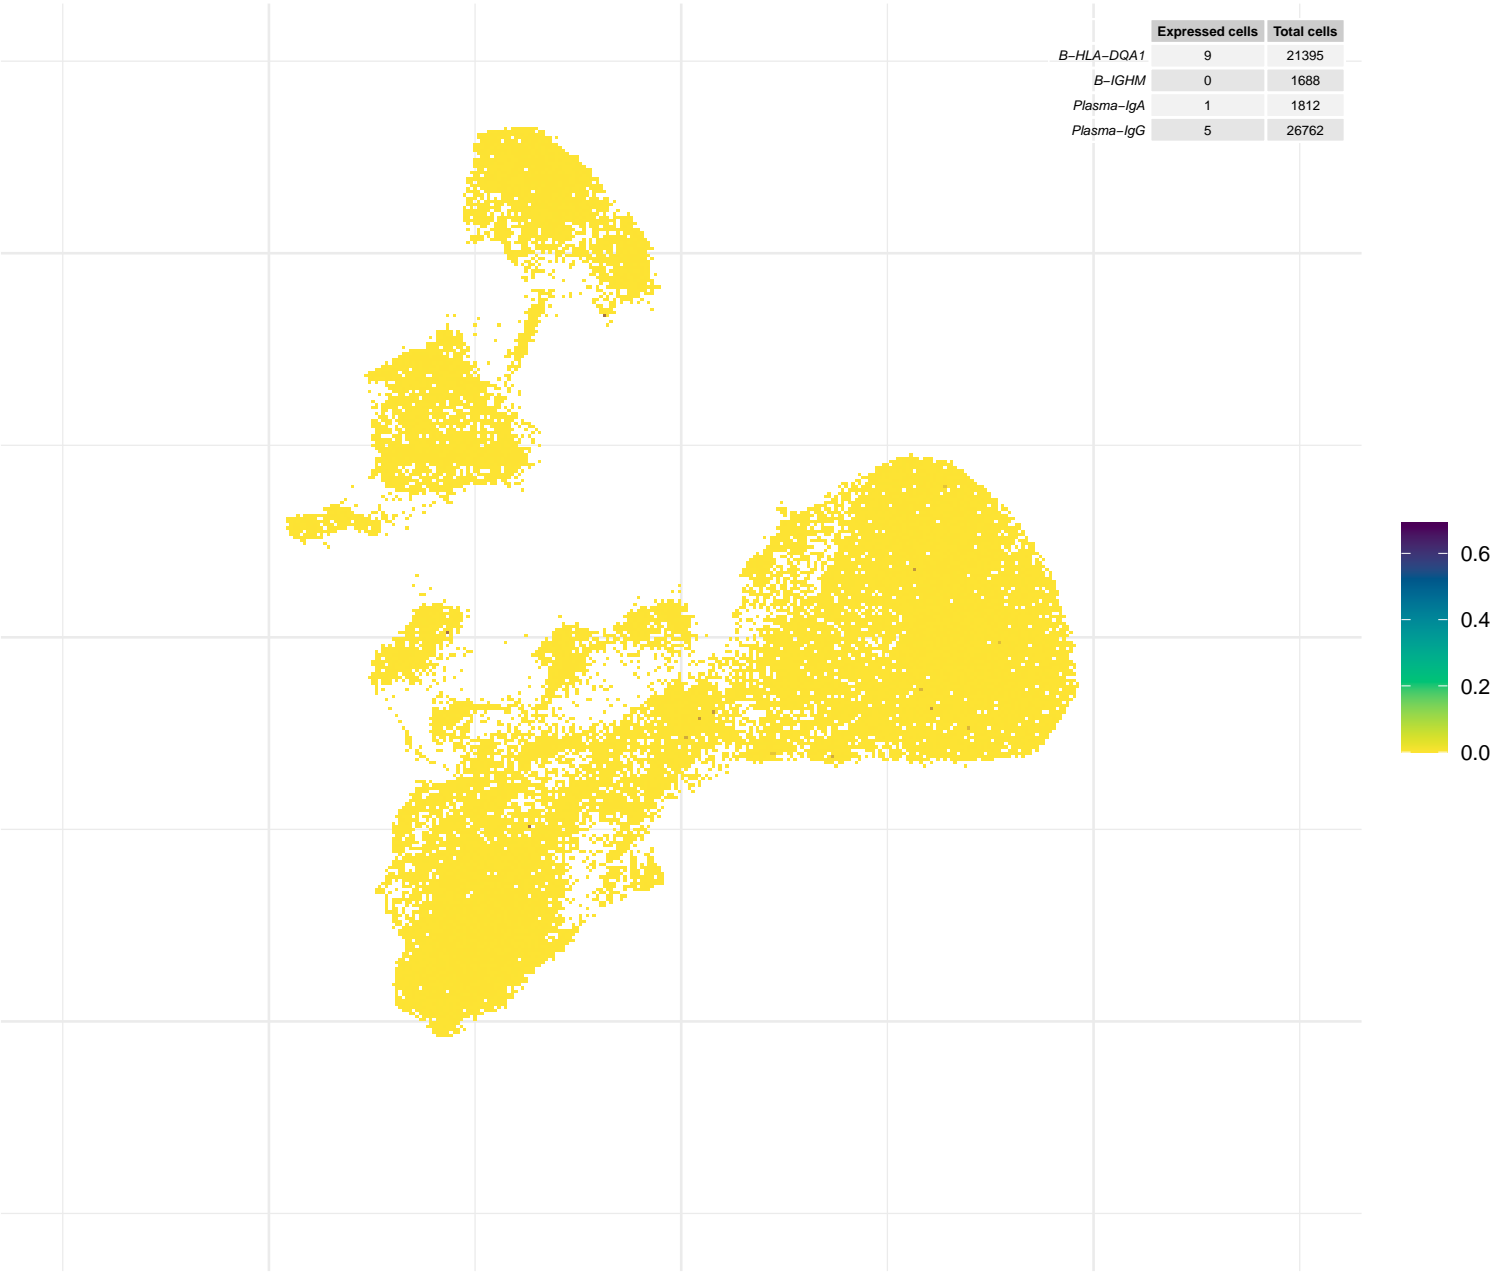 Expressed cells Total cells
B−HLA−DQA1 9 21395
B−IGHM 0 1688
Plasma−IgA 1 1812
Plasma−IgG 5 26762
0.6
0.4
0.2
0.0